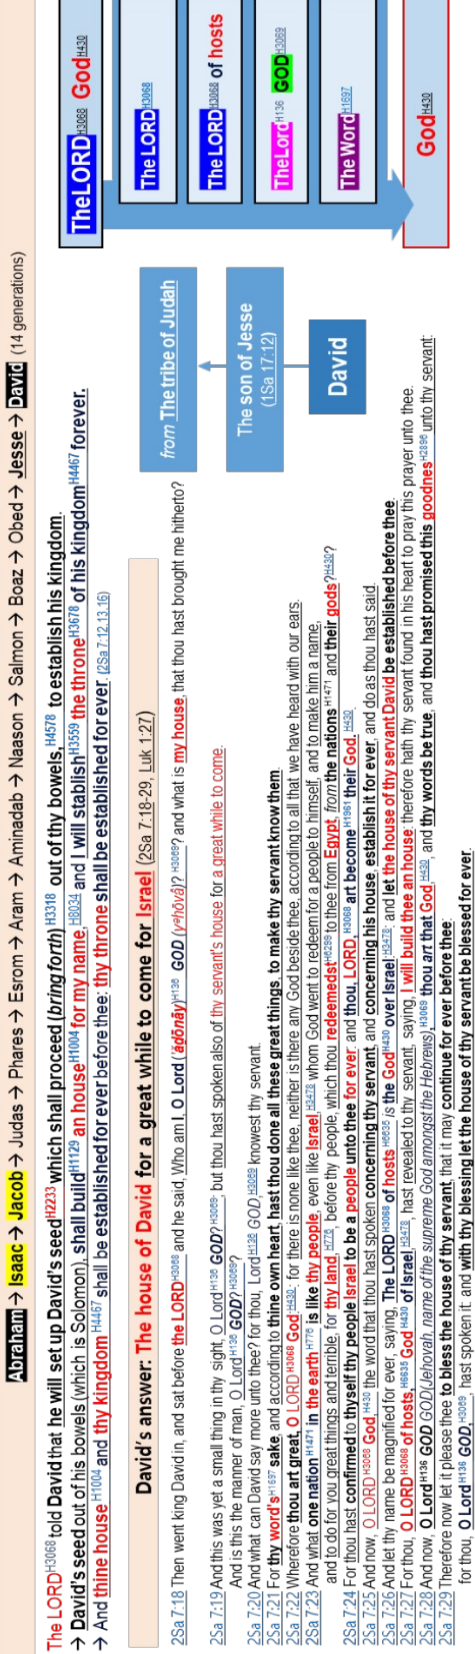 Abraham → Isaac → Jacob → Judas → Phares → Esrom → Aram → Aminadab → Naason → Salmon → Boaz → Obed → Jesse → David (14 generations)
The LORD H3068 told David that he will set up David's seed H2233 which shall proceed (bring forth) H3318 out of thy bowels, H4578 to establish his kingdom.
→ David's seed out of his bowels (which is Solomon), shall build H1129 an house H1004 for my name, H8034 and I will stablish H3559 the throne H3678 of his kingdom H4467 forever.
→ And thine house H1004 and thy kingdom H4467 shall be established for ever before thee: thy throne shall be established for ever. (2Sa 7:12,13,16)
David's answer: The house of David for a great while to come for Israel (2Sa 7:18-29, Luk 1:27)
2Sa 7:18 Then went king David in, and sat before the LORD H3068 and he said, Who am I, O Lord ('ădônây) H136 GOD (yᵉhôvâ)? H3069? and what is my house, that thou hast brought me hitherto?
2Sa 7:19 And this was yet a small thing in thy sight, O Lord H136 GOD? H3069; but thou hast spoken also of thy servant's house for a great while to come.
And is this the manner of man, O Lord H136 GOD? H3069?
2Sa 7:20 And what can David say more unto thee? for thou, Lord H136 GOD, H3069 knowest thy servant.
2Sa 7:21 For thy word's H1697 sake, and according to thine own heart, hast thou done all these great things, to make thy servant know them.
2Sa 7:22 Wherefore thou art great, O LORD H3068 God: H430: for there is none like thee, neither is there any God beside thee, according to all that we have heard with our ears.
2Sa 7:23 And what one nation H1471 in the earth H776 is like thy people, even like Israel, H3478 whom God went to redeem for a people to himself, and to make him a name,
and to do for you great things and terrible, for thy land, H776, before thy people, which thou redeemedst H6299 to thee from Egypt, from the nations H1471 and their gods? H430?
2Sa 7:24 For thou hast confirmed to thyself thy people Israel to be a people unto thee for ever: and thou, LORD, H3068 art become H1961 their God. H430
2Sa 7:25 And now, O LORD H3068 God, H430 the word that thou hast spoken concerning thy servant, and concerning his house, establish it for ever, and do as thou hast said.
2Sa 7:26 And let thy name be magnified for ever, saying, The LORD H3068 of hosts H6635 is the God H430 over Israel: H3478: and let the house of thy servant David be established before thee.
2Sa 7:27 For thou, O LORD H3068 of hosts, H6635 God H430 of Israel, H3478, hast revealed to thy servant, saying, I will build thee an house: therefore hath thy servant found in his heart to pray this prayer unto thee.
2Sa 7:28 And now, O Lord H136 GOD GOD(Jehovah, name of the supreme God amongst the Hebrews), H3069 thou art that God, H430, and thy words be true, and thou hast promised this goodnes H2896 unto thy servant:
2Sa 7:29 Therefore now let it please thee to bless the house of thy servant, that it may continue for ever before thee:
for thou, O Lord H136 GOD, H3069, hast spoken it: and with thy blessing let the house of thy servant be blessed for ever.
from The tribe of Judah
The son of Jesse
(1Sa 17:12)
David
TheLORD H3068 God H430
The LORD H3068
The LORD H3068 of hosts
TheLord H136 GOD H3069
The Word H1697
God H430